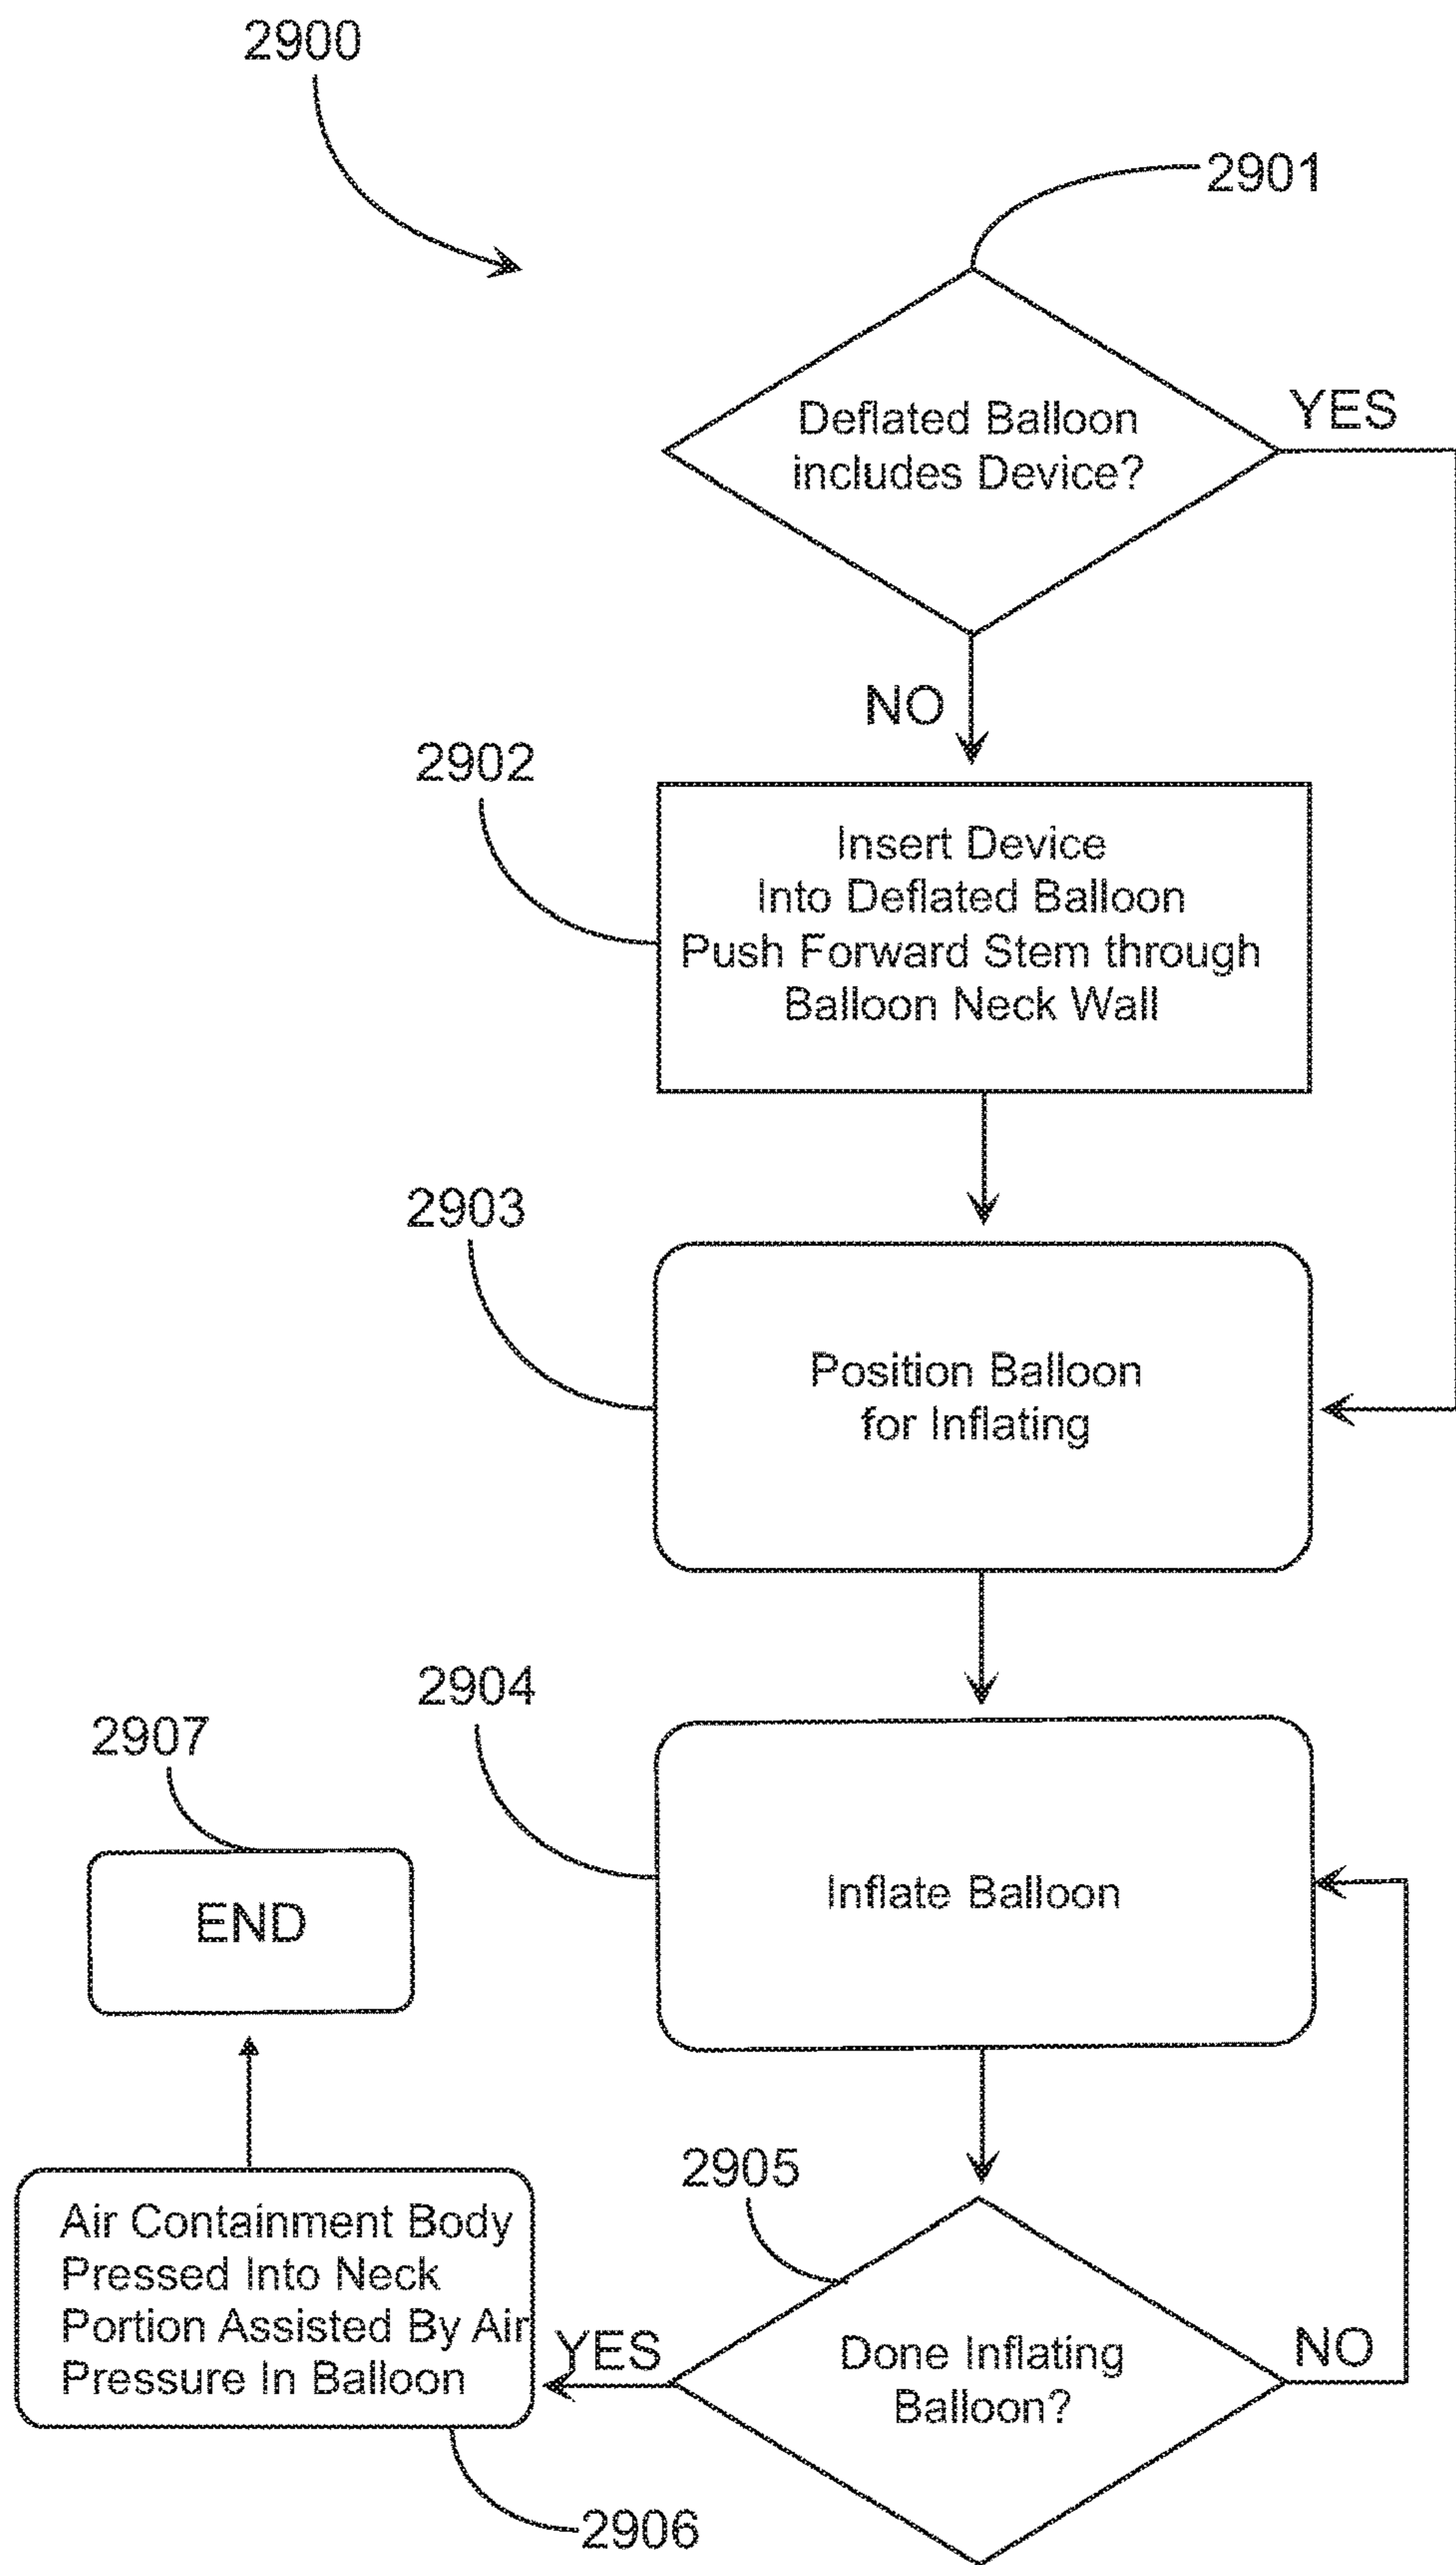 2900
2901
Deflated Balloon
includes Device?
YES
NO
2902
Insert Device
Into Deflated Balloon
Push Forward Stem through
Balloon Neck Wall
2903
Position Balloon
for Inflating
2904
Inflate Balloon
2905
Done Inflating
Balloon?
NO
YES
Air Containment Body
Pressed Into Neck
Portion Assisted By Air
Pressure In Balloon
2906
2907
END